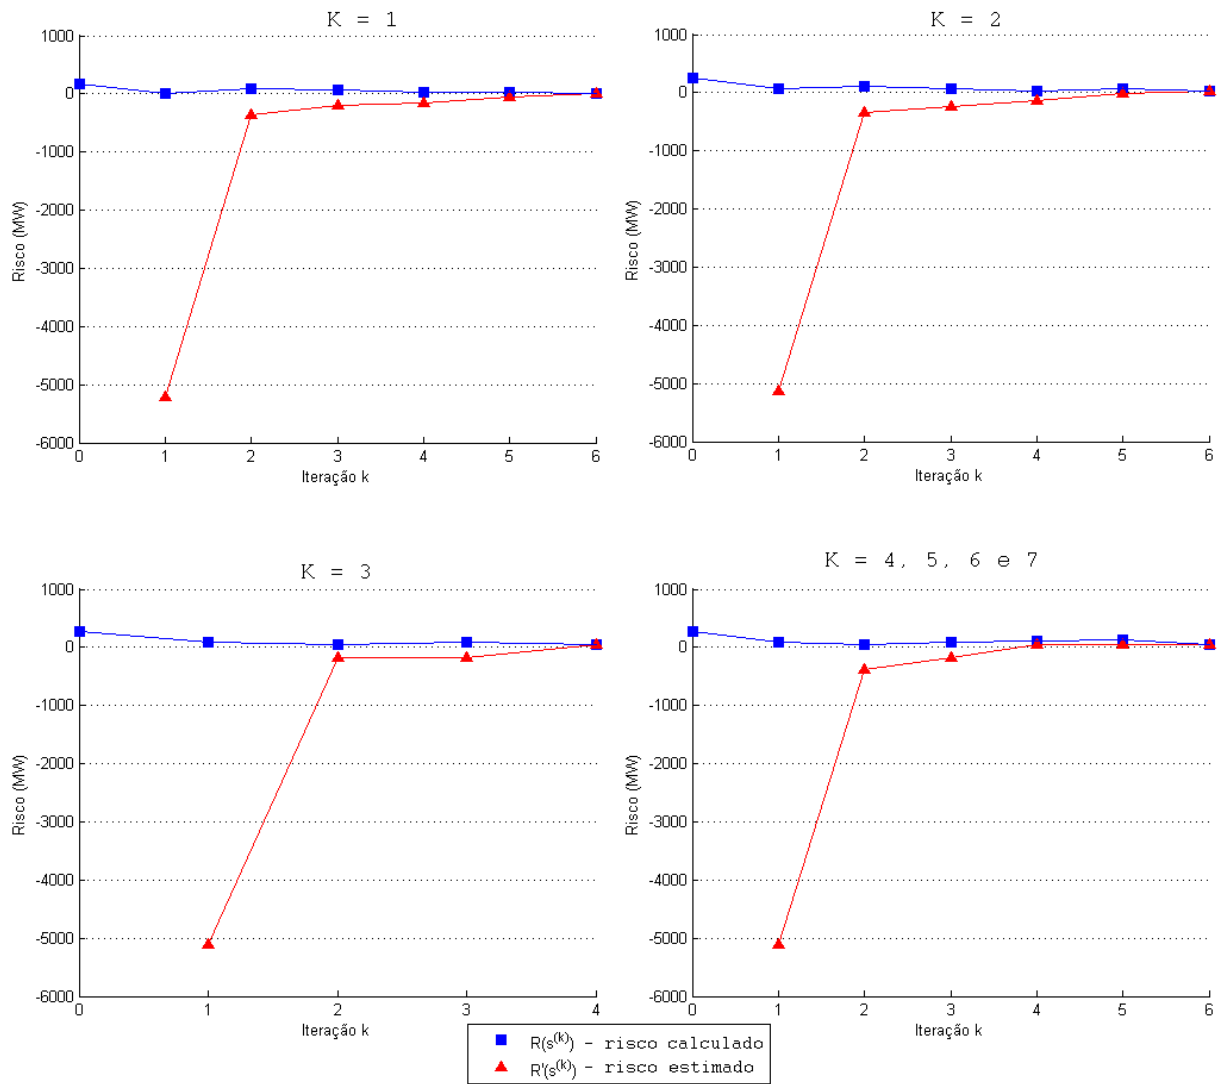 K = 1
1000
0
-1000
-2000
-3000
-4000
-5000
-6000
Risco (MW)
0 1 2 3 4 5 6
Iteração k
K = 2
1000
0
-1000
-2000
-3000
-4000
-5000
-6000
Risco (MW)
0 1 2 3 4 5 6
Iteração k
K = 3
1000
0
-1000
-2000
-3000
-4000
-5000
-6000
Risco (MW)
0 1 2 3 4
Iteração k
K = 4, 5, 6 e 7
1000
0
-1000
-2000
-3000
-4000
-5000
-6000
Risco (MW)
0 1 2 3 4 5 6
Iteração k
R(s^(k)) - risco calculado
R'(s^(k)) - risco estimado